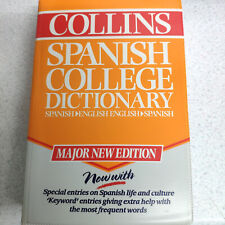 COLLINS
SPANISH
COLLEGE
DICTIONARY
SPANISH▸ENGLISH ENGLISH▸SPANISH
MAJOR NEW EDITION
Now with
Special entries on Spanish life and culture
'Keyword' entries giving extra help with
the most frequent words